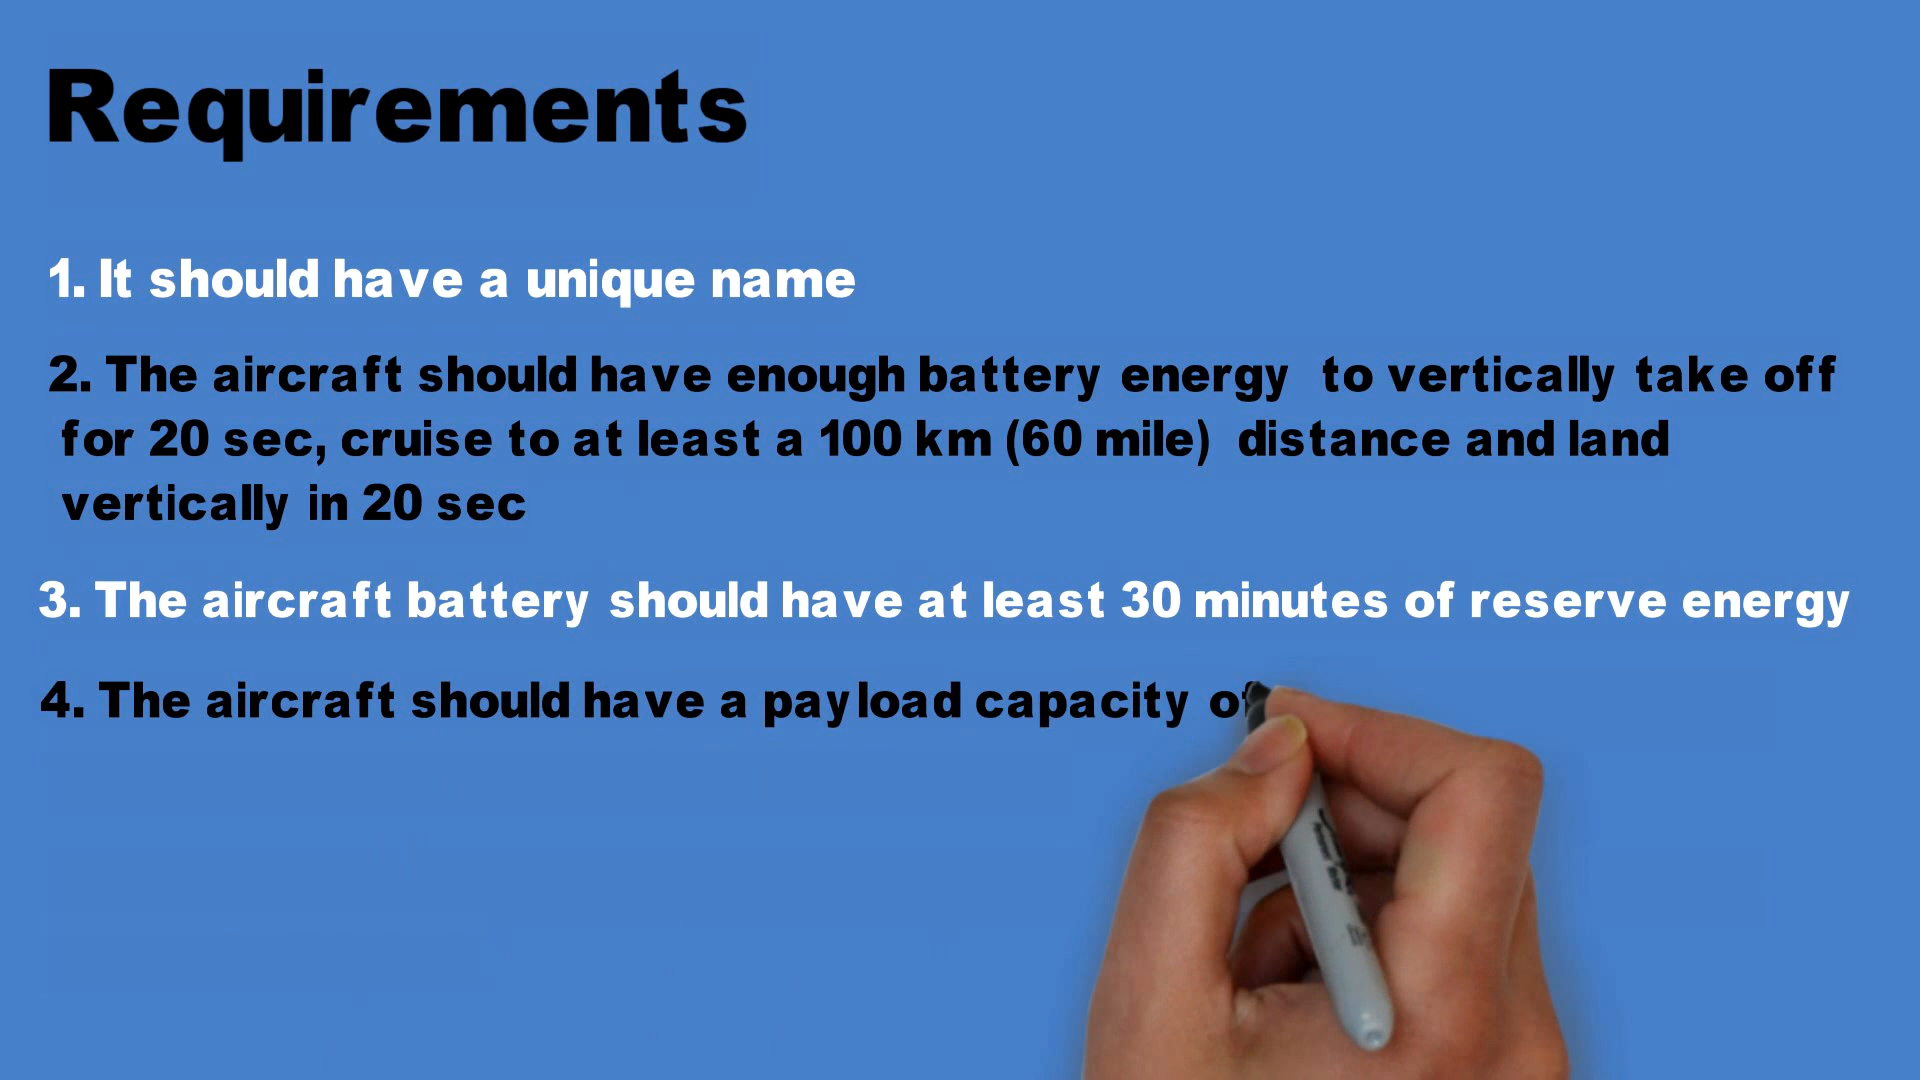 Requirements
1. It should have a unique name
2. The aircraft should have enough battery energy to vertically take off
for 20 sec, cruise to at least a 100 km (60 mile) distance and land
vertically in 20 sec
3. The aircraft battery should have at least 30 minutes of reserve energy
4. The aircraft should have a payload capacity of